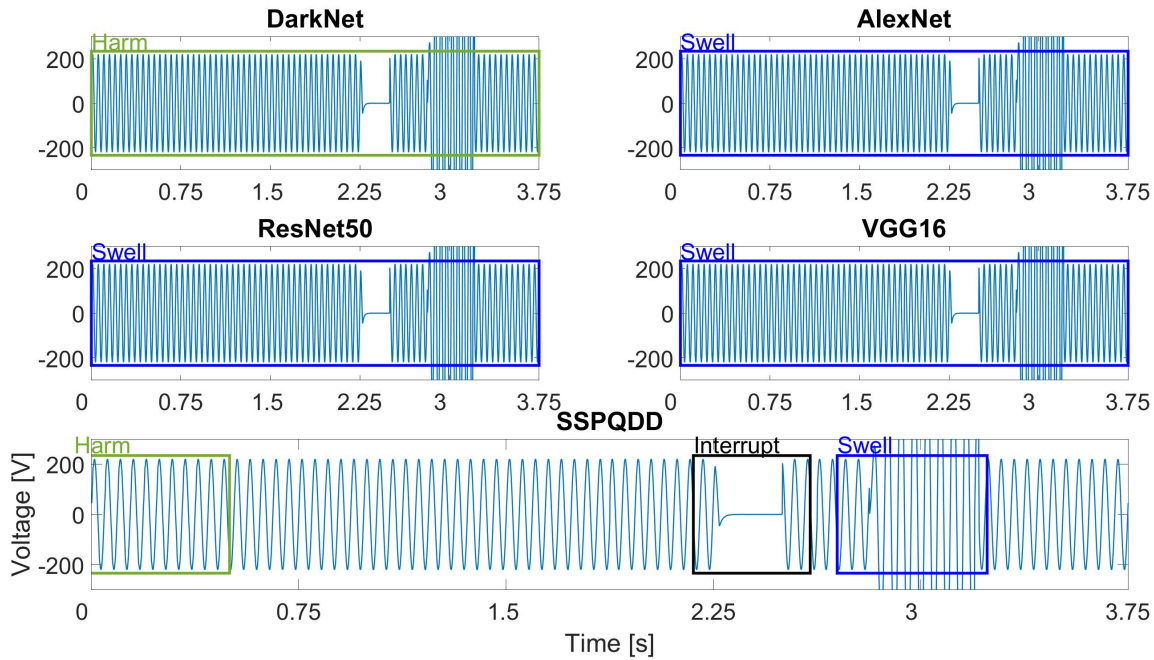 DarkNet
Harm
200
0
-200
0 0.75 1.5 2.25 3 3.75
AlexNet
Swell
200
0
-200
0 0.75 1.5 2.25 3 3.75
ResNet50
Swell
200
0
-200
0 0.75 1.5 2.25 3 3.75
VGG16
Swell
200
0
-200
0 0.75 1.5 2.25 3 3.75
SSPQDD
Harm Interrupt Swell
Voltage [V]
200
0
-200
0 0.75 1.5 2.25 3 3.75
Time [s]